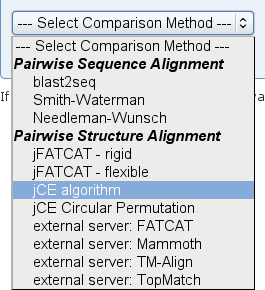 --- Select Comparison Method ---
--- Select Comparison Method ---
Pairwise Sequence Alignment
blast2seq
Smith-Waterman
Needleman-Wunsch
Pairwise Structure Alignment
jFATCAT - rigid
jFATCAT - flexible
jCE algorithm
jCE Circular Permutation
external server: FATCAT
external server: Mammoth
external server: TM-Align
external server: TopMatch
If